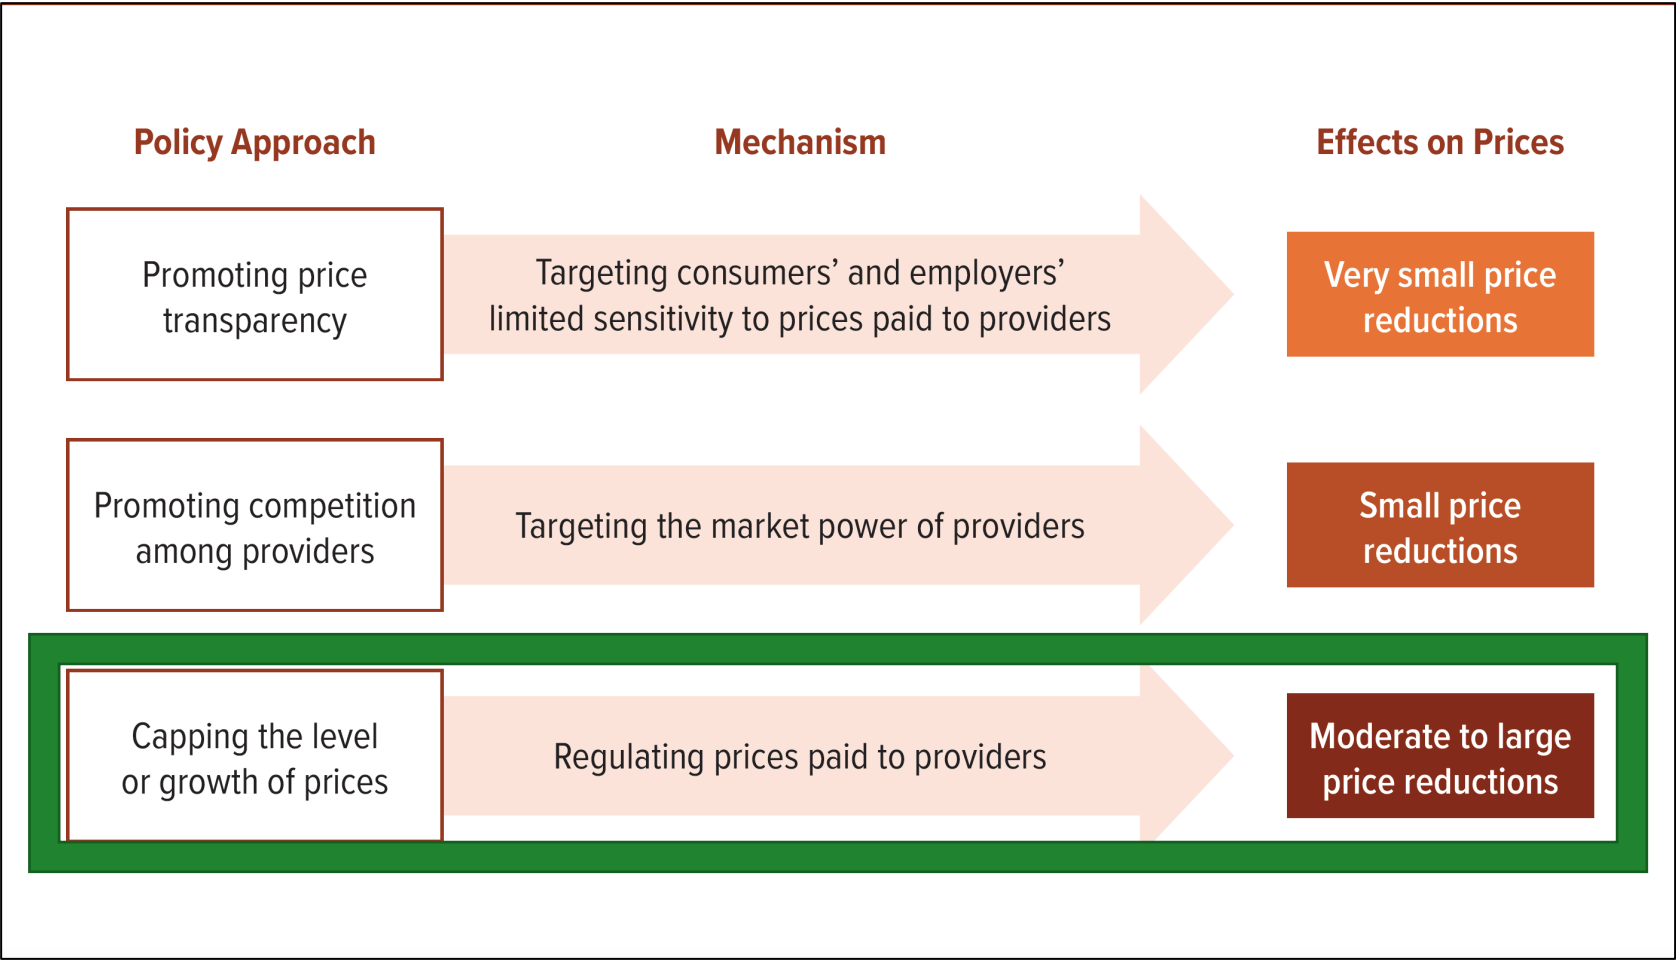 Policy Approach
Mechanism
Effects on Prices
Promoting price
transparency
Targeting consumers’ and employers’
limited sensitivity to prices paid to providers
Very small price
reductions
Promoting competition
among providers
Targeting the market power of providers
Small price
reductions
Capping the level
or growth of prices
Regulating prices paid to providers
Moderate to large
price reductions